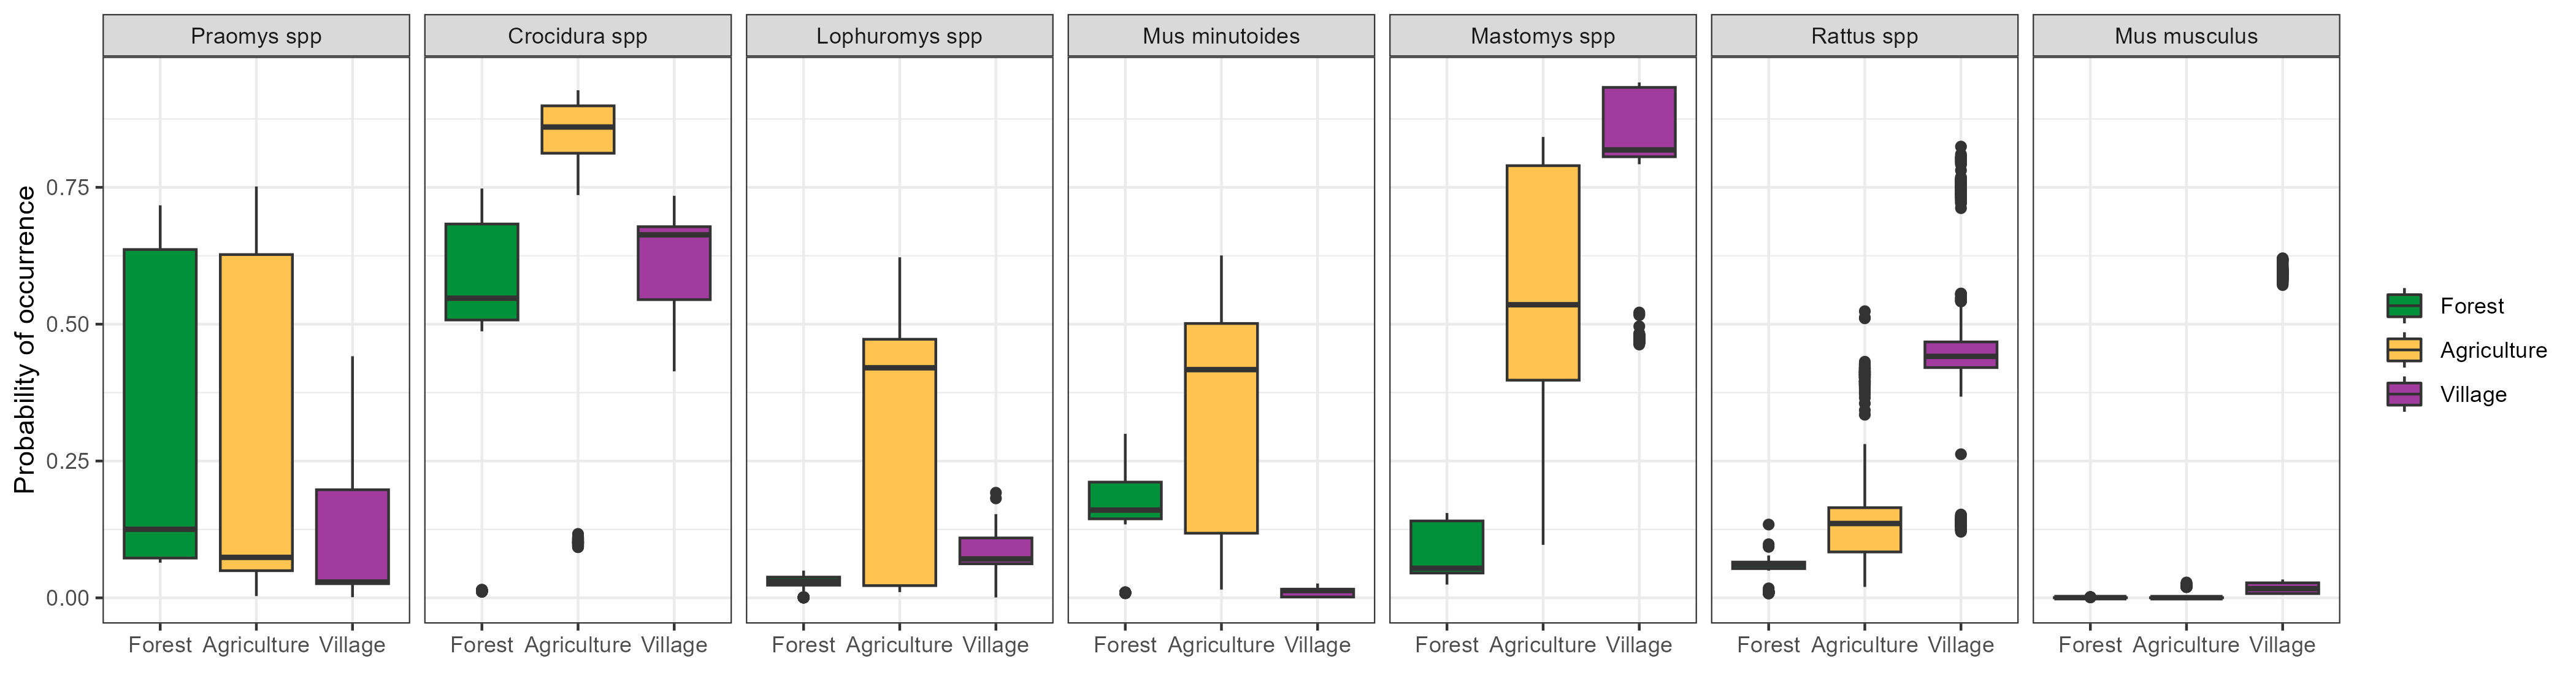 Praomys spp
Crocidura spp
Lophuromys spp
Mus minutoides
Mastomys spp
Rattus spp
Mus musculus
Probability of occurrence
0.75
0.50
0.25
0.00
Forest Agriculture Village
Forest Agriculture Village
Forest Agriculture Village
Forest Agriculture Village
Forest Agriculture Village
Forest Agriculture Village
Forest Agriculture Village
Forest
Agriculture
Village